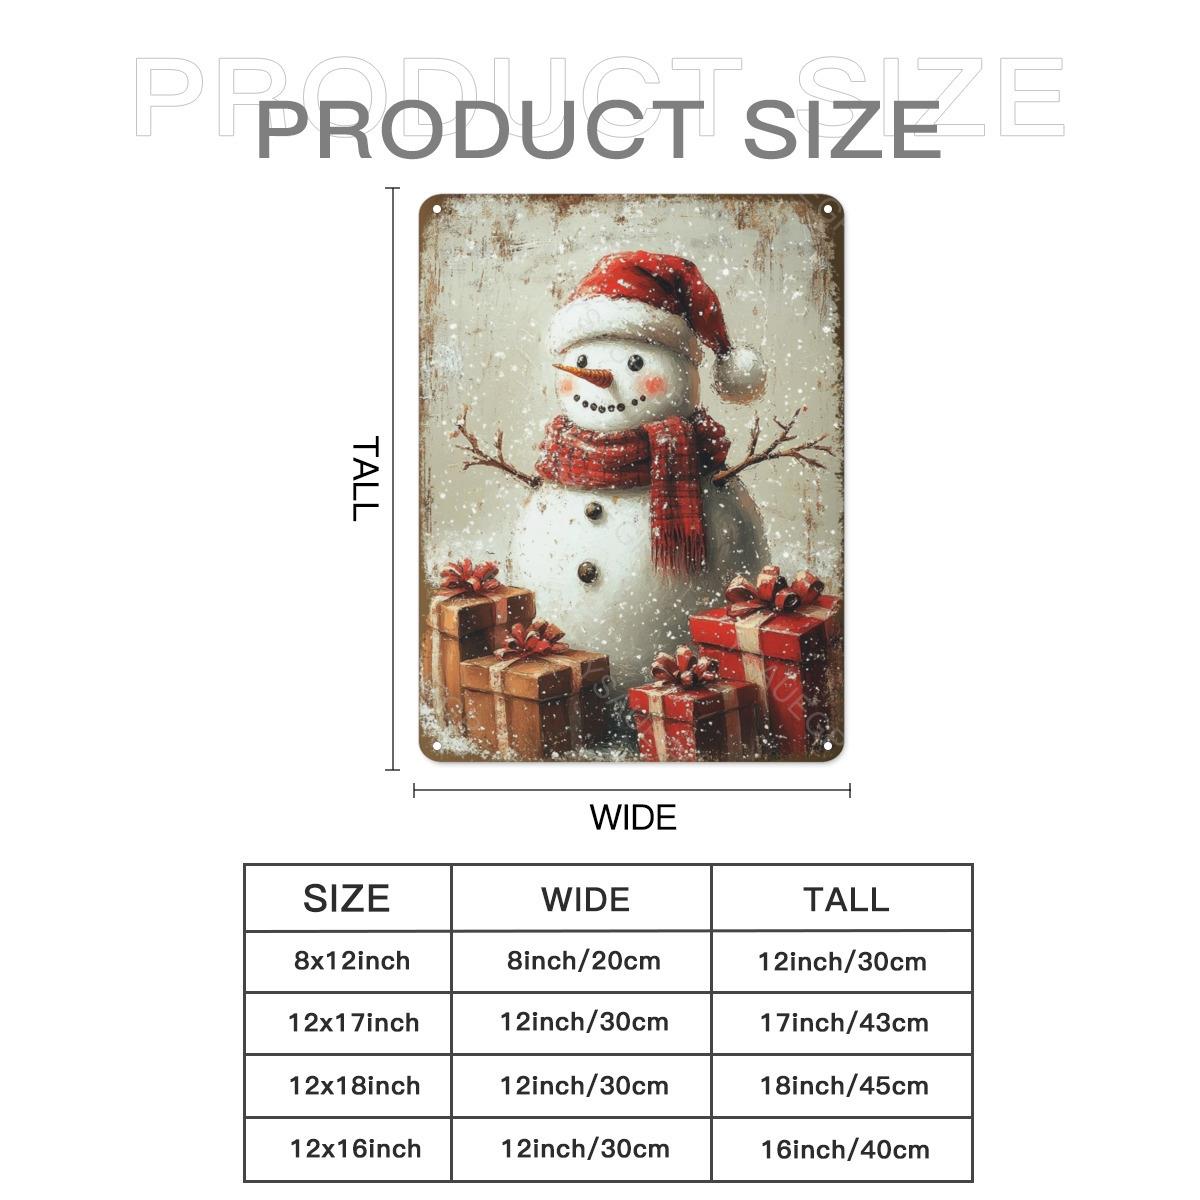 PRODUCT SIZE
PRODUCT SIZE
TALL
WIDE
SIZE WIDE TALL
8x12inch 8inch/20cm 12inch/30cm
12x17inch 12inch/30cm 17inch/43cm
12x18inch 12inch/30cm 18inch/45cm
12x16inch 12inch/30cm 16inch/40cm